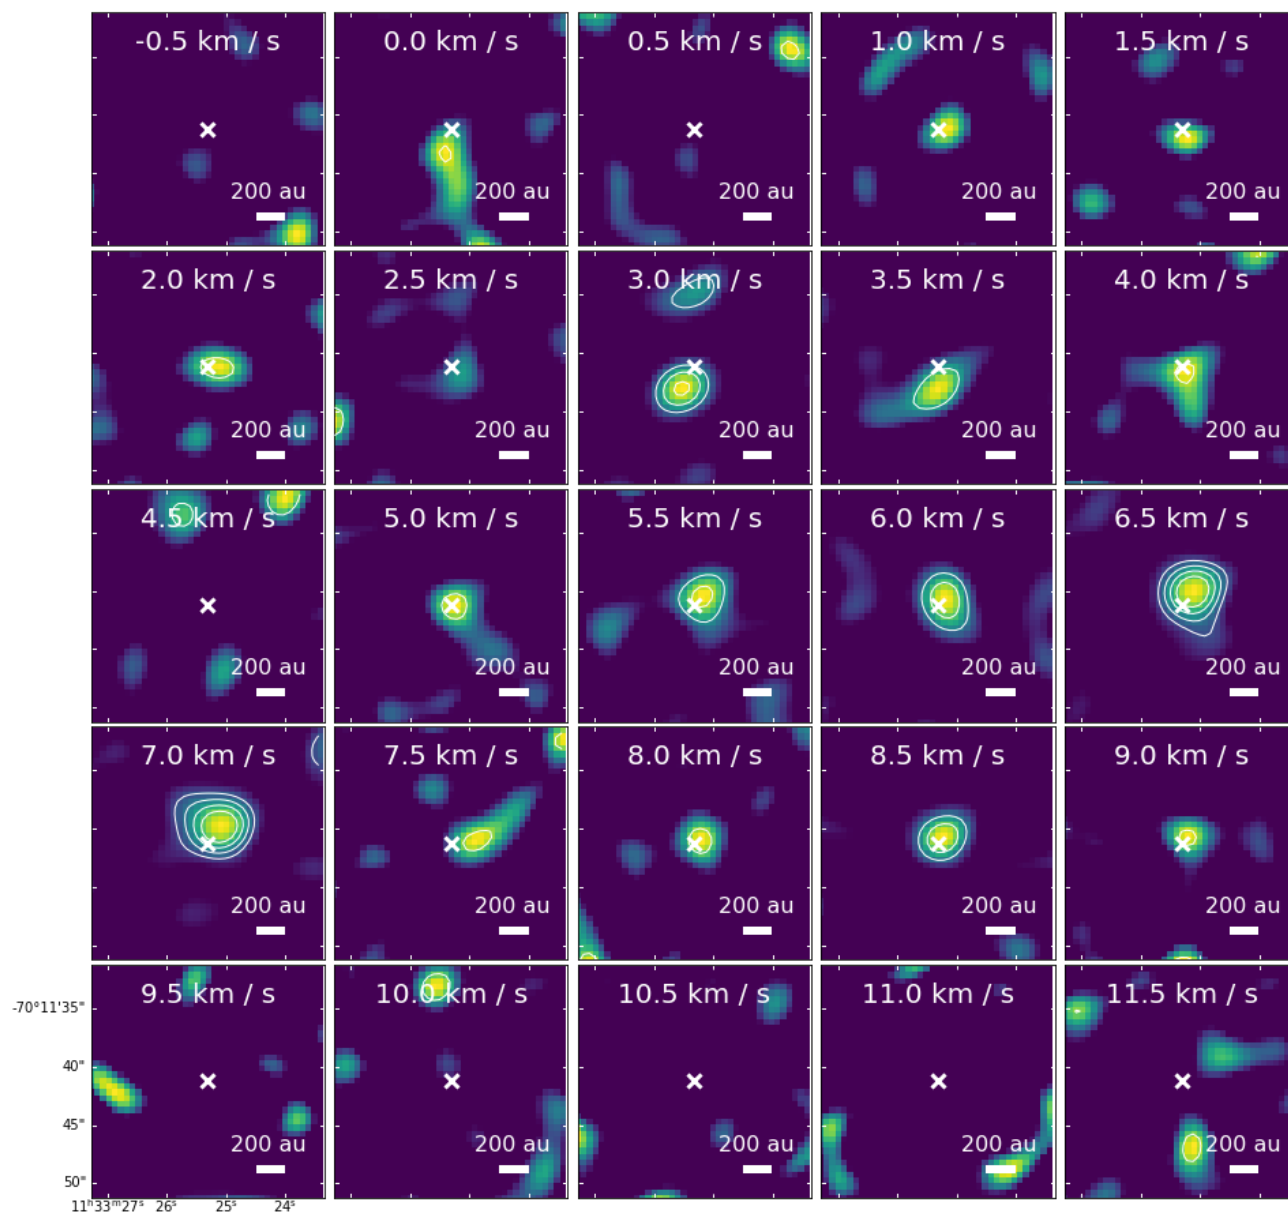 -0.5 km / s 0.0 km / s 0.5 km / s 1.0 km / s 1.5 km / s
200 au 200 au 200 au 200 au 200 au
2.0 km / s 2.5 km / s 3.0 km / s 3.5 km / s 4.0 km / s
200 au 200 au 200 au 200 au 200 au
4.5 km / s 5.0 km / s 5.5 km / s 6.0 km / s 6.5 km / s
200 au 200 au 200 au 200 au 200 au
7.0 km / s 7.5 km / s 8.0 km / s 8.5 km / s 9.0 km / s
200 au 200 au 200 au 200 au 200 au
9.5 km / s 10.0 km / s 10.5 km / s 11.0 km / s 11.5 km / s
-70°11'35"
40"
45"
200 au 200 au 200 au 200 au 200 au
50"
11ʰ33ᵐ27ˢ 26ˢ 25ˢ 24ˢ